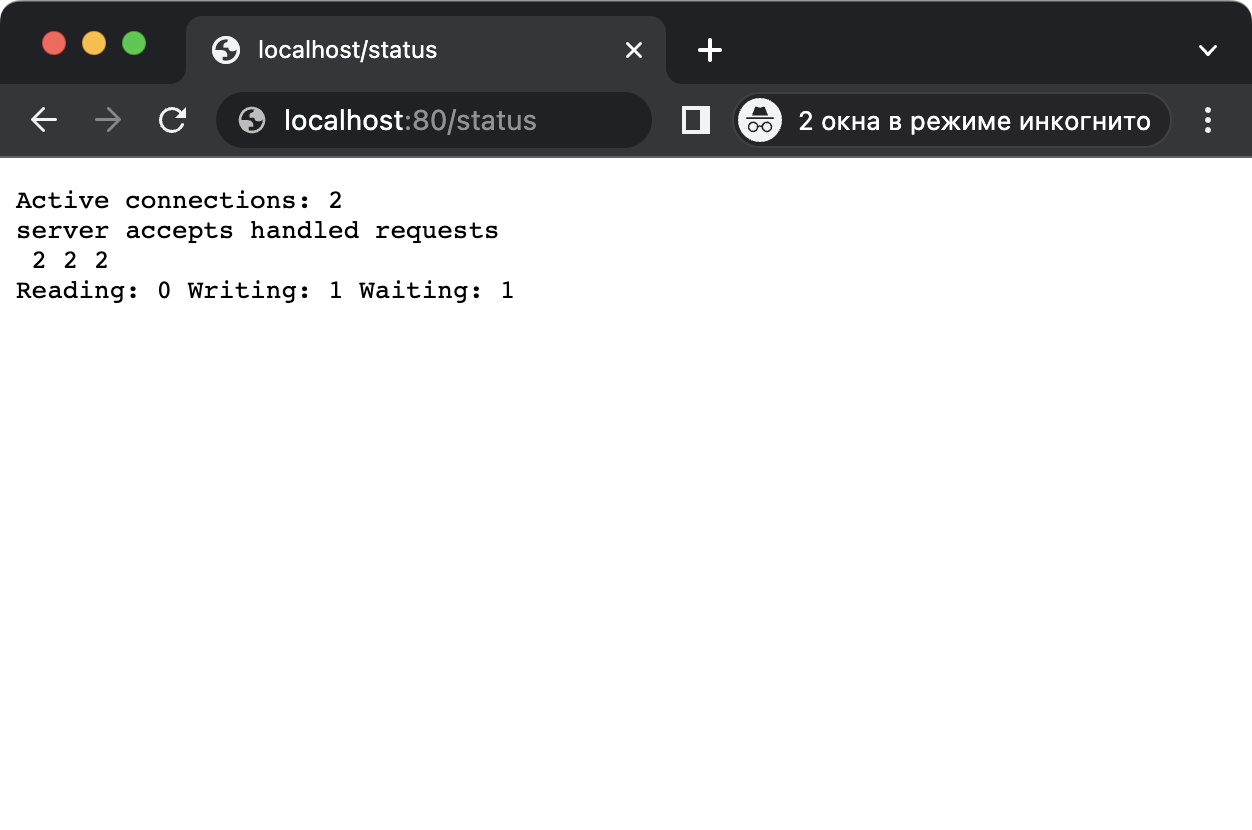 localhost/status
localhost:80/status
2 окна в режиме инкогнито
Active connections: 2
server accepts handled requests
2 2 2
Reading: 0 Writing: 1 Waiting: 1